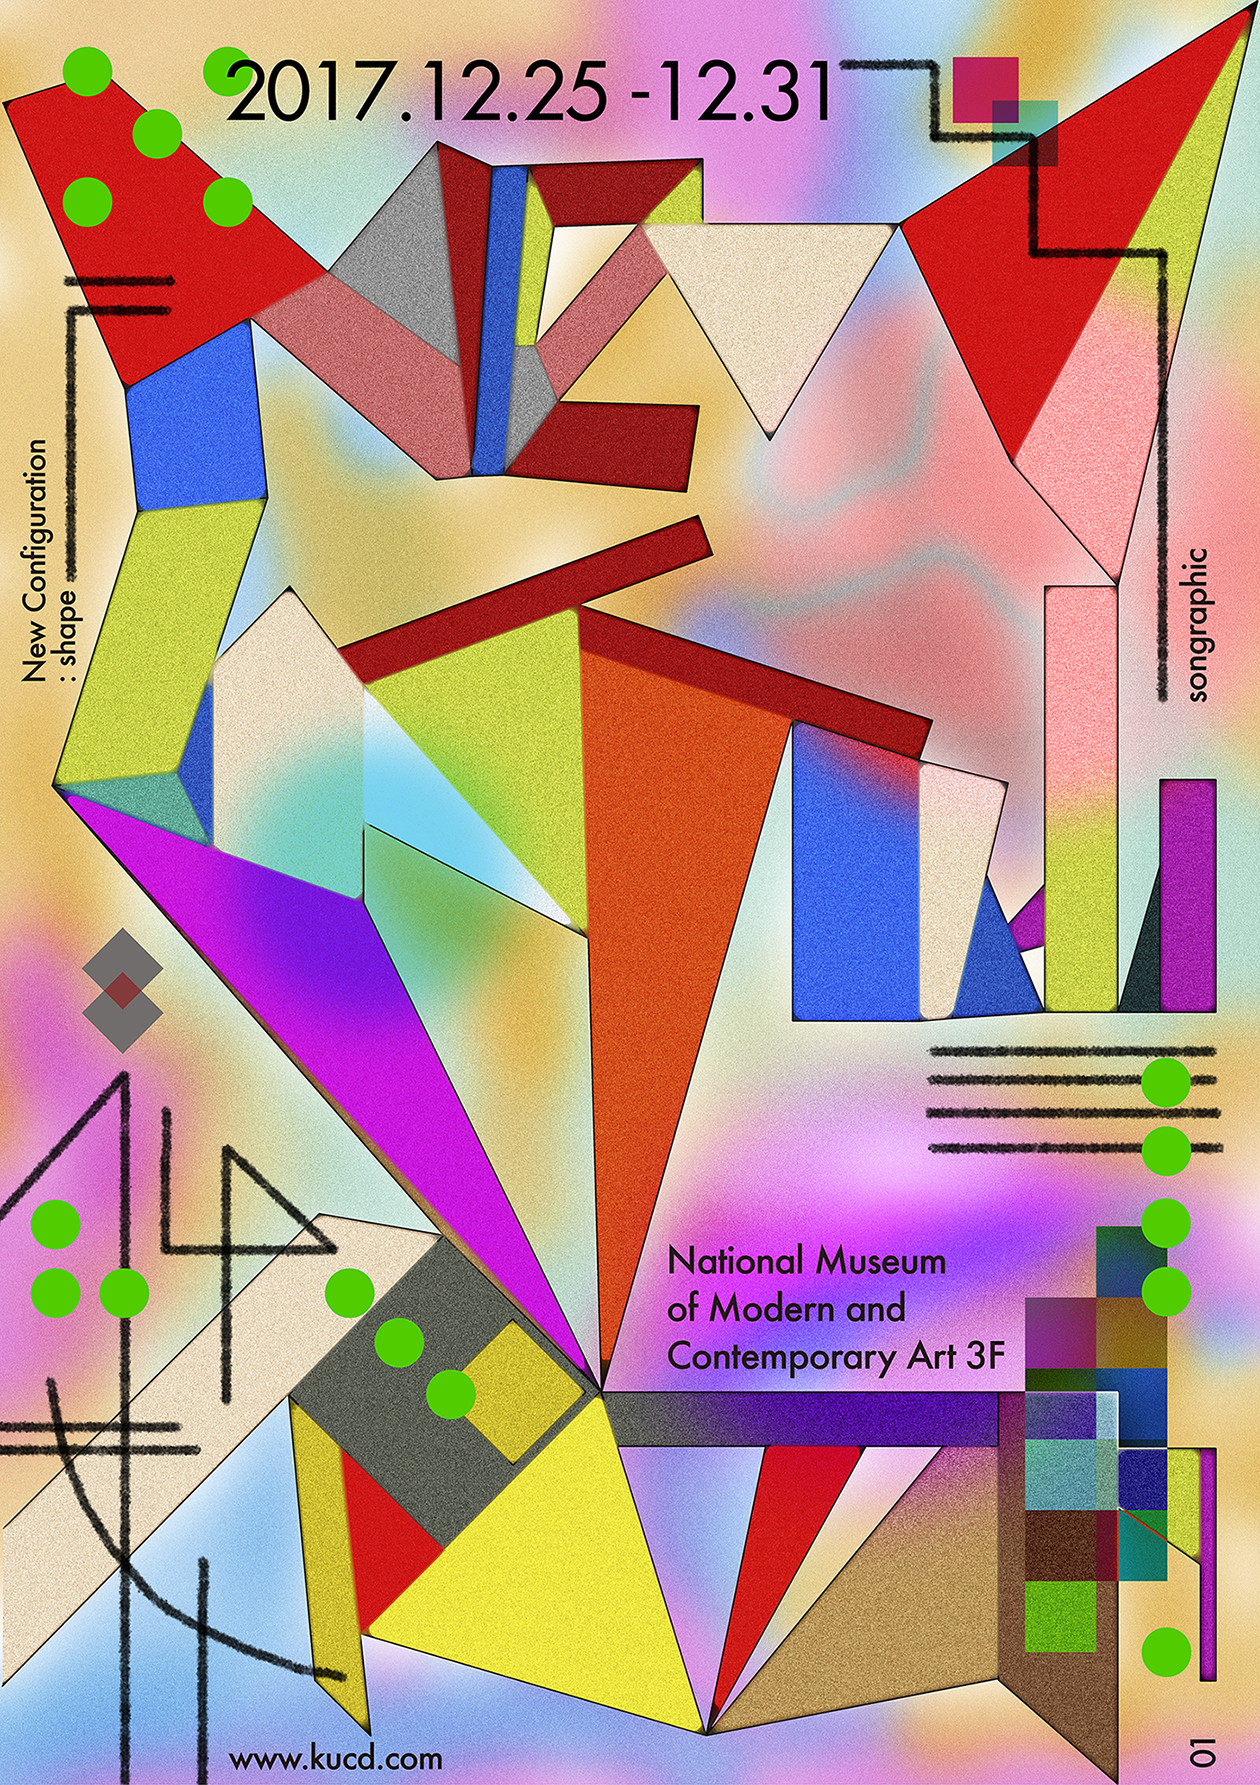 2017.12.25 -12.31
New Configuration
: shape
songraphic
National Museum
of Modern and
Contemporary Art 3F
www.kucd.com
01